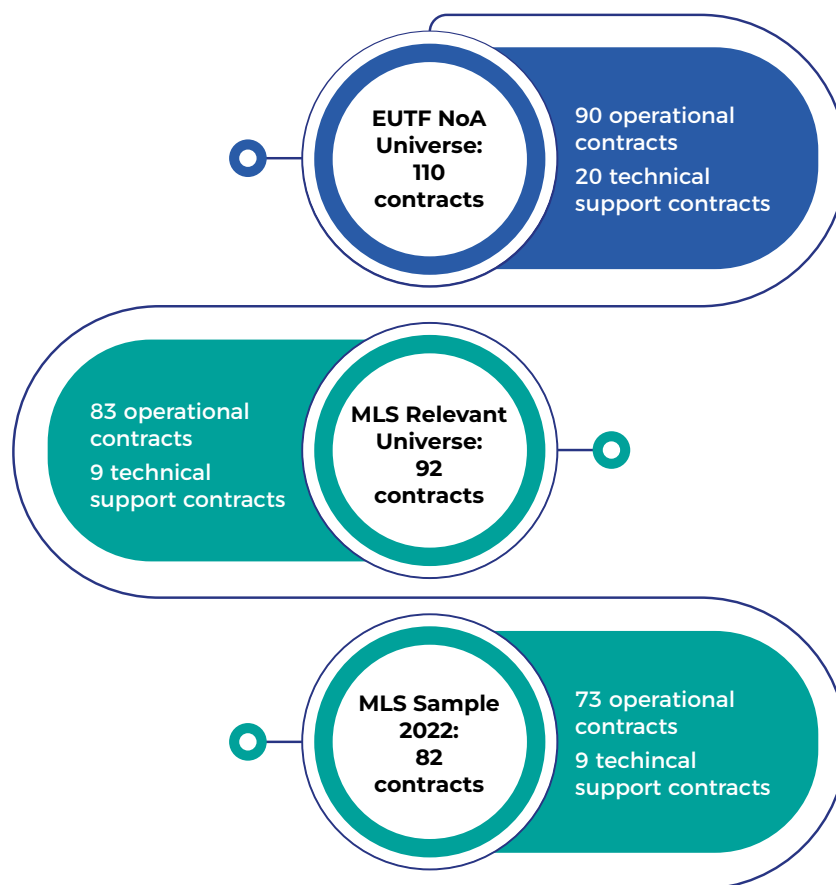 EUTF NoA
Universe:
110
contracts
90 operational
contracts
20 technical
support contracts
83 operational
contracts
9 technical
support contracts
MLS Relevant
Universe:
92
contracts
MLS Sample
2022:
82
contracts
73 operational
contracts
9 techincal
support contracts